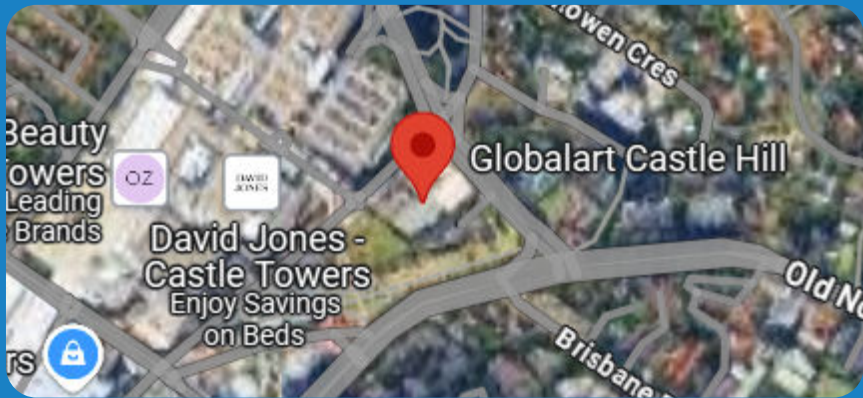 owen Cres
Beauty
owers
Leading
Brands
OZ
DAVID
JONES
Globalart Castle Hill
David Jones -
Castle Towers
Enjoy Savings
on Beds
Old No
Brisbane
rs